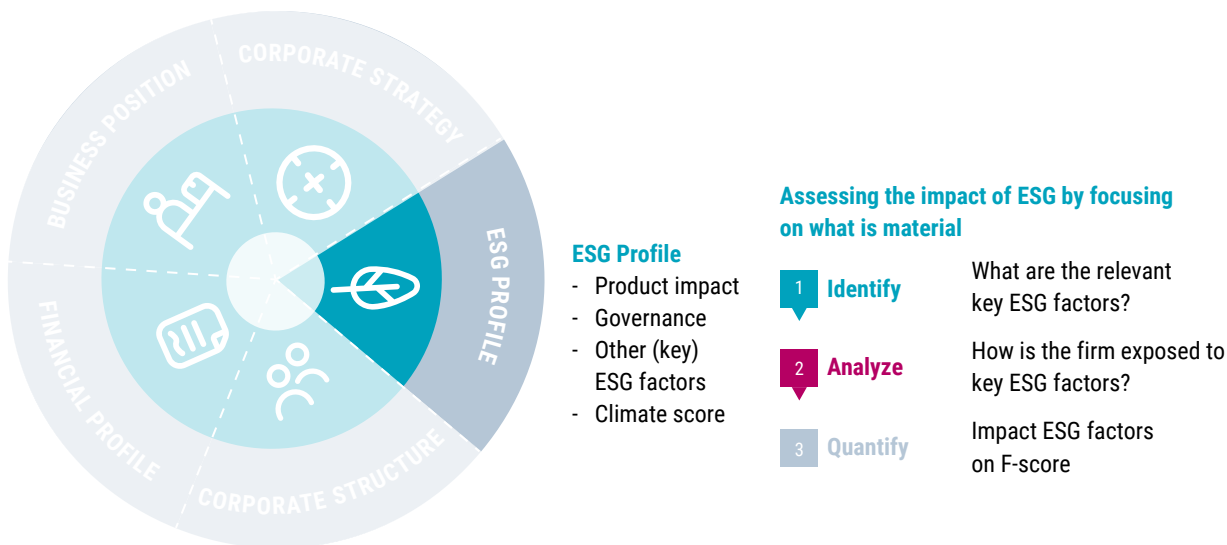 CORPORATE STRATEGY
BUSINESS POSITION
ESG PROFILE
FINANCIAL PROFILE
CORPORATE STRUCTURE
ESG Profile
- Product impact
- Governance
- Other (key)
ESG factors
- Climate score
Assessing the impact of ESG by focusing
on what is material
1 Identify
What are the relevant
key ESG factors?
2 Analyze
How is the firm exposed to
key ESG factors?
3 Quantify
Impact ESG factors
on F-score